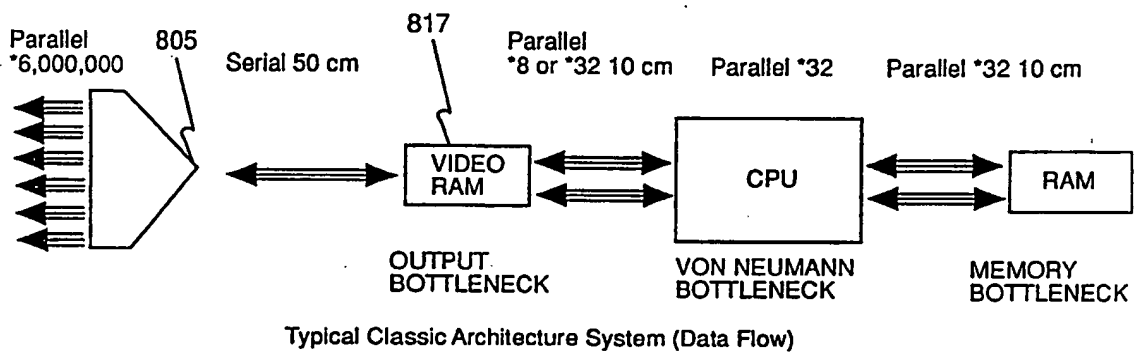 Parallel
*6,000,000
805
Serial 50 cm
817
Parallel
*8 or *32 10 cm
Parallel *32
Parallel *32 10 cm
VIDEO
RAM
CPU
RAM
OUTPUT
BOTTLENECK
VON NEUMANN
BOTTLENECK
MEMORY
BOTTLENECK
Typical Classic Architecture System (Data Flow)